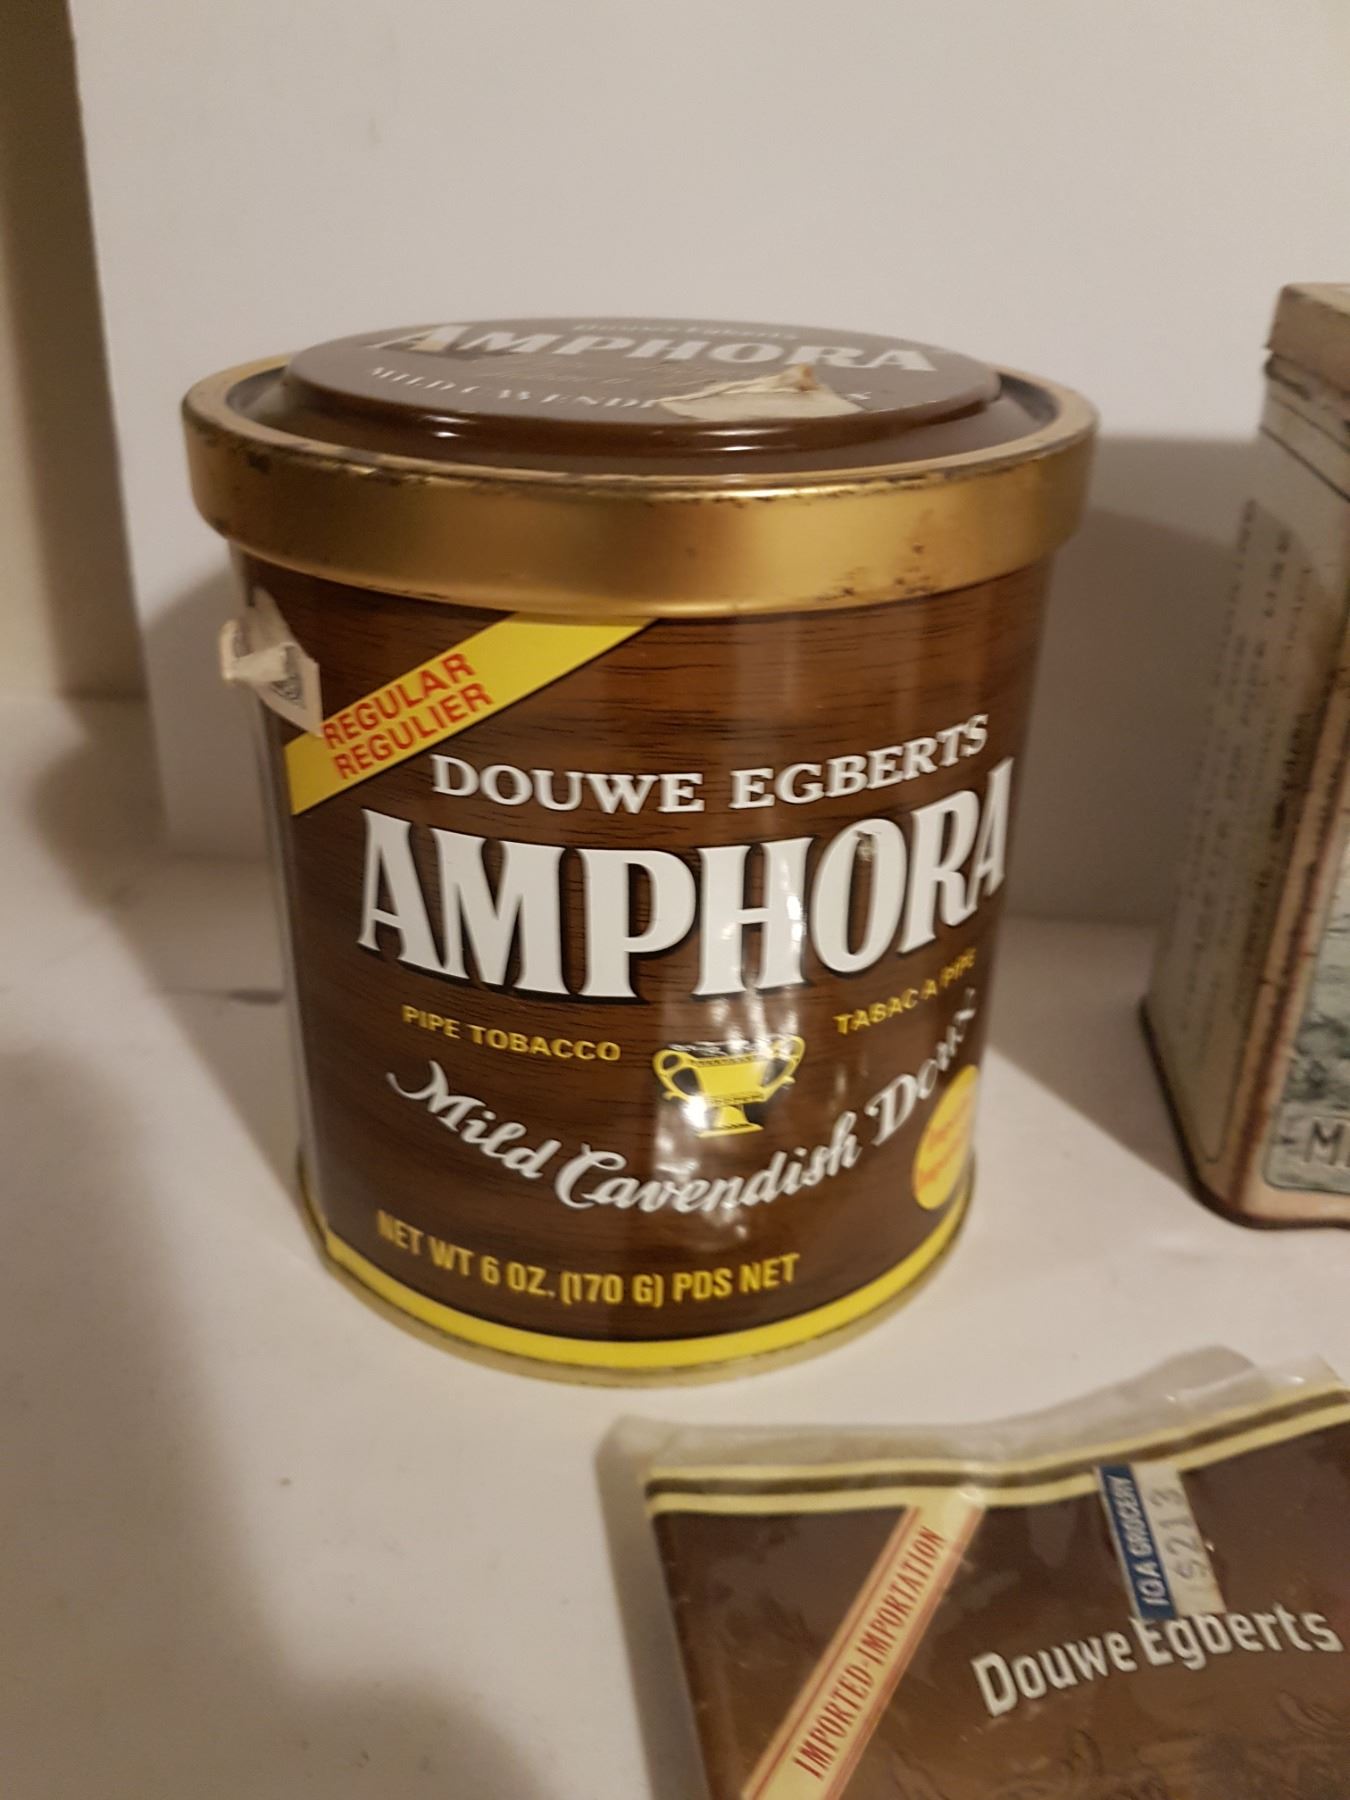 AMPHORA
REGULAR
REGULIER
DOUWE EGBERTS
AMPHORA
PIPE TOBACCO
TABAC A PIPE
Mild Cavendish Doux
NET WT 6 OZ. (170 G) PDS NET
IGA GROCERY
IMPORTED-IMPORTATION
Douwe Egberts